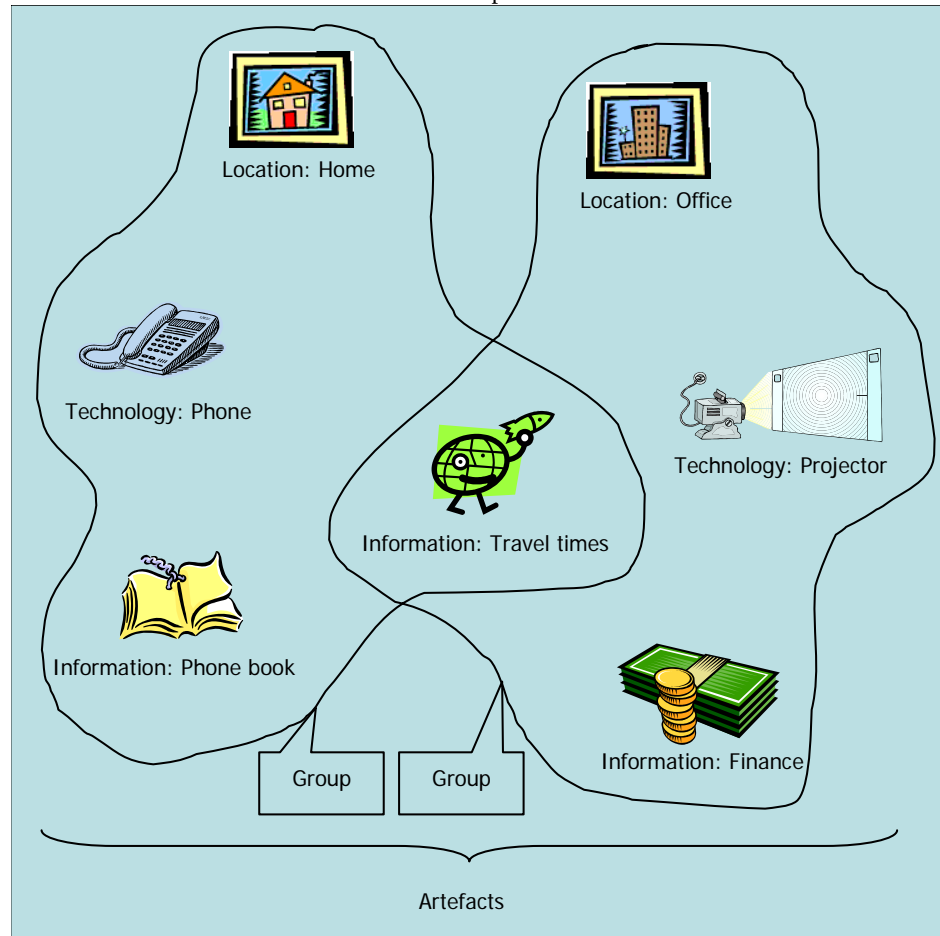 Location: Home
Location: Office
Technology: Phone
Technology: Projector
Information: Travel times
Information: Phone book
Information: Finance
Group
Group
Artefacts